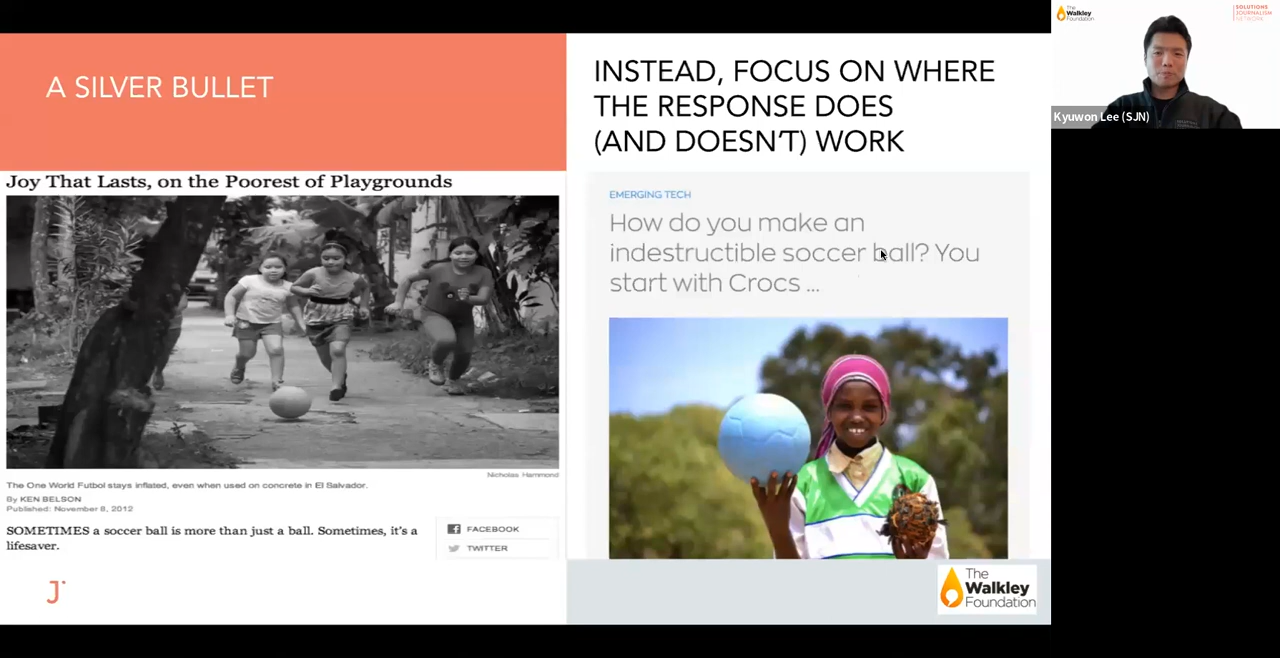 A SILVER BULLET
Joy That Lasts, on the Poorest of Playgrounds
Nicholas Hammond
The One World Futbol stays inflated, even when used on concrete in El Salvador.
By KEN BELSON
Published: November 8, 2012
SOMETIMES a soccer ball is more than just a ball. Sometimes, it's a
lifesaver.
FACEBOOK
TWITTER
J
INSTEAD, FOCUS ON WHERE
THE RESPONSE DOES
(AND DOESN'T) WORK
EMERGING TECH
How do you make an
indestructible soccer ball? You
start with Crocs ...
The
Walkley
Foundation
The
Walkley
Foundation
SOLUTIONS
JOURNALISM
NETWORK
Kyuwon Lee (SJN)